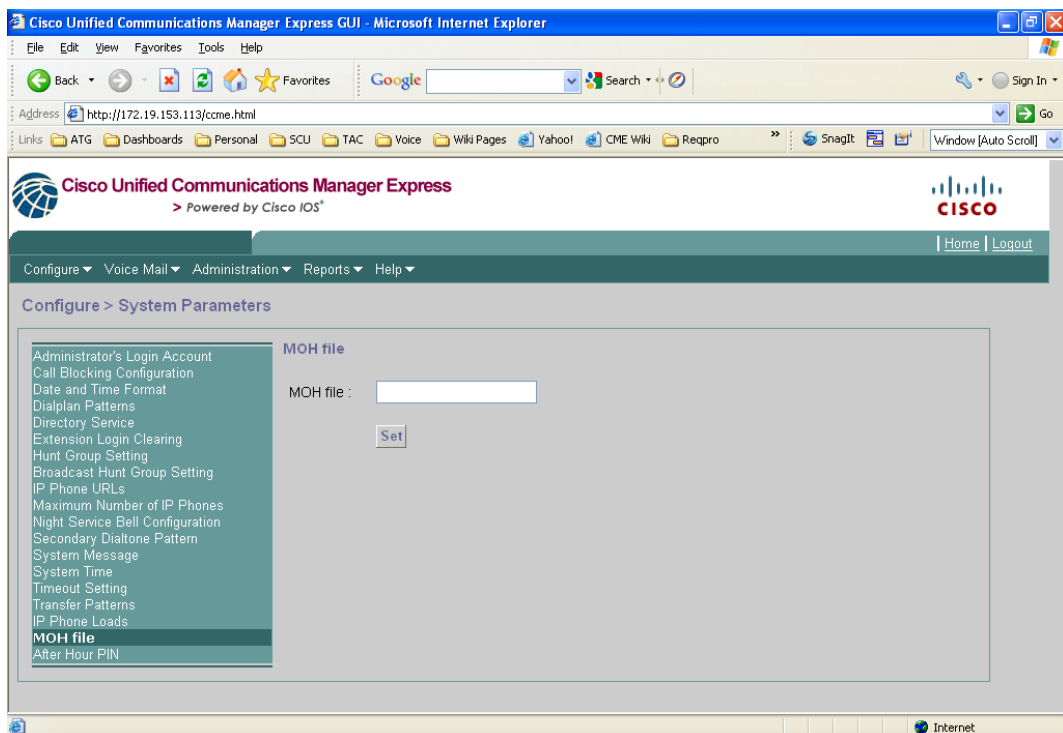 Cisco Unified Communications Manager Express GUI - Microsoft Internet Explorer
File Edit View Favorites Tools Help
Back Favorites Google Search Sign In
Address http://172.19.153.113/ccme.html Go
Links ATG Dashboards Personal SCU TAC Voice Wiki Pages Yahoo! CME Wiki Reqpro » SnagIt Window [Auto Scroll]
Cisco Unified Communications Manager Express
> Powered by Cisco IOS®
CISCO
| Home | Logout
Configure Voice Mail Administration Reports Help
Configure > System Parameters
Administrator's Login Account
Call Blocking Configuration
Date and Time Format
Dialplan Patterns
Directory Service
Extension Login Clearing
Hunt Group Setting
Broadcast Hunt Group Setting
IP Phone URLs
Maximum Number of IP Phones
Night Service Bell Configuration
Secondary Dialtone Pattern
System Message
System Time
Timeout Setting
Transfer Patterns
IP Phone Loads
MOH file
After Hour PIN
MOH file
MOH file :
Set
Internet